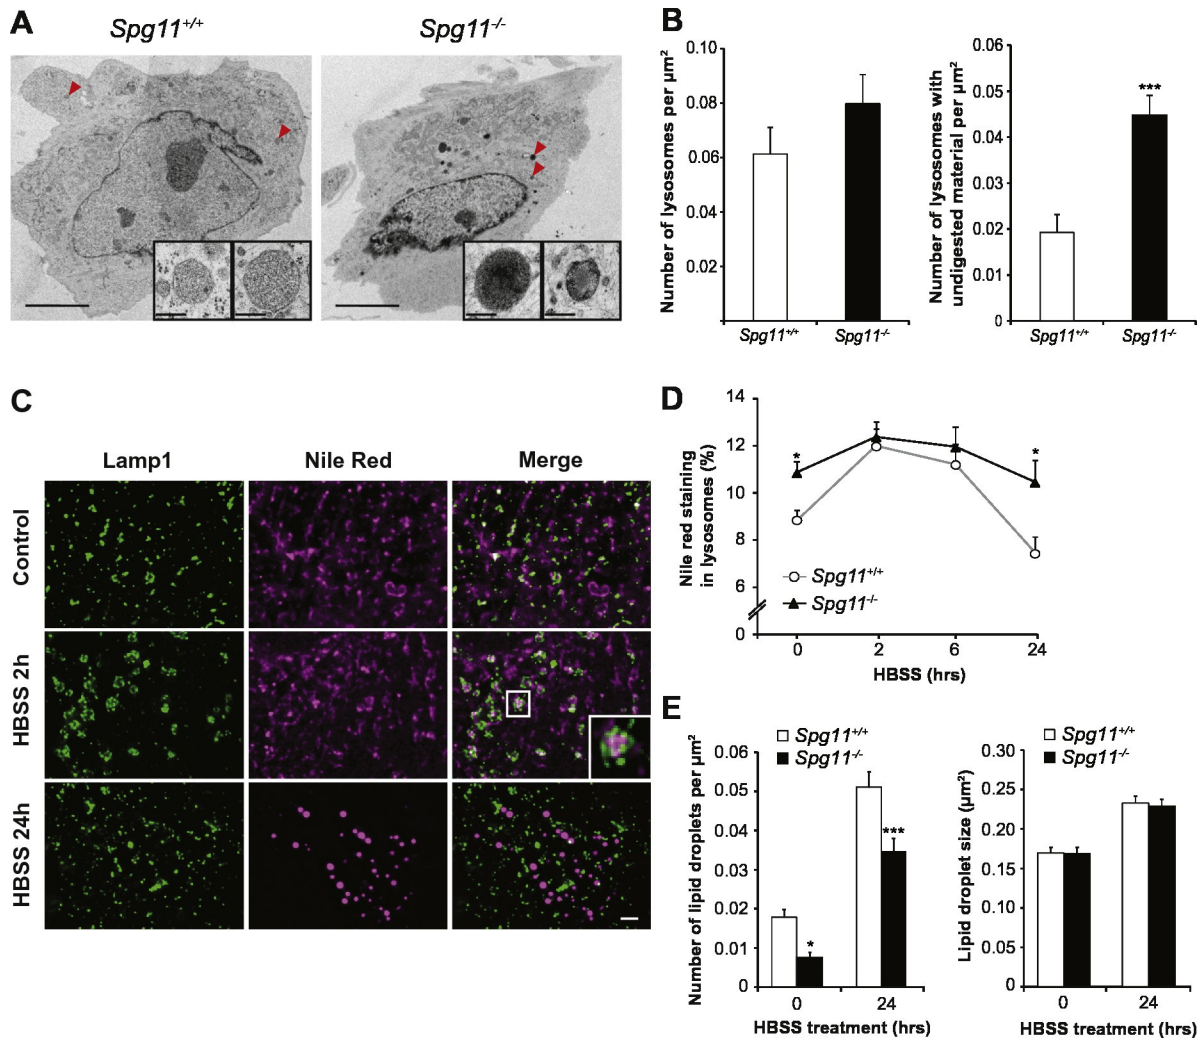 A
Spg11+/+
Spg11-/-
B
Number of lysosomes per µm²
0.10
0.08
0.06
0.04
0.02
Spg11+/+
Spg11-/-
Number of lysosomes with
undigested material per µm²
0.06
0.05
0.04
0.03
0.02
0.01
0
***
Spg11+/+
Spg11-/-
C
Lamp1
Nile Red
Merge
Control
HBSS 2h
HBSS 24h
D
Nile red staining
in lysosomes (%)
14
12
10
8
6
0
*
*
Spg11+/+
Spg11-/-
0
2
6
24
HBSS (hrs)
E
Spg11+/+
Spg11-/-
Number of lipid droplets per µm²
0.06
0.05
0.04
0.03
0.02
0.01
0
*
***
0
24
HBSS treatment (hrs)
Spg11+/+
Spg11-/-
Lipid droplet size (µm²)
0.30
0.25
0.20
0.15
0.10
0.05
0
0
24
HBSS treatment (hrs)